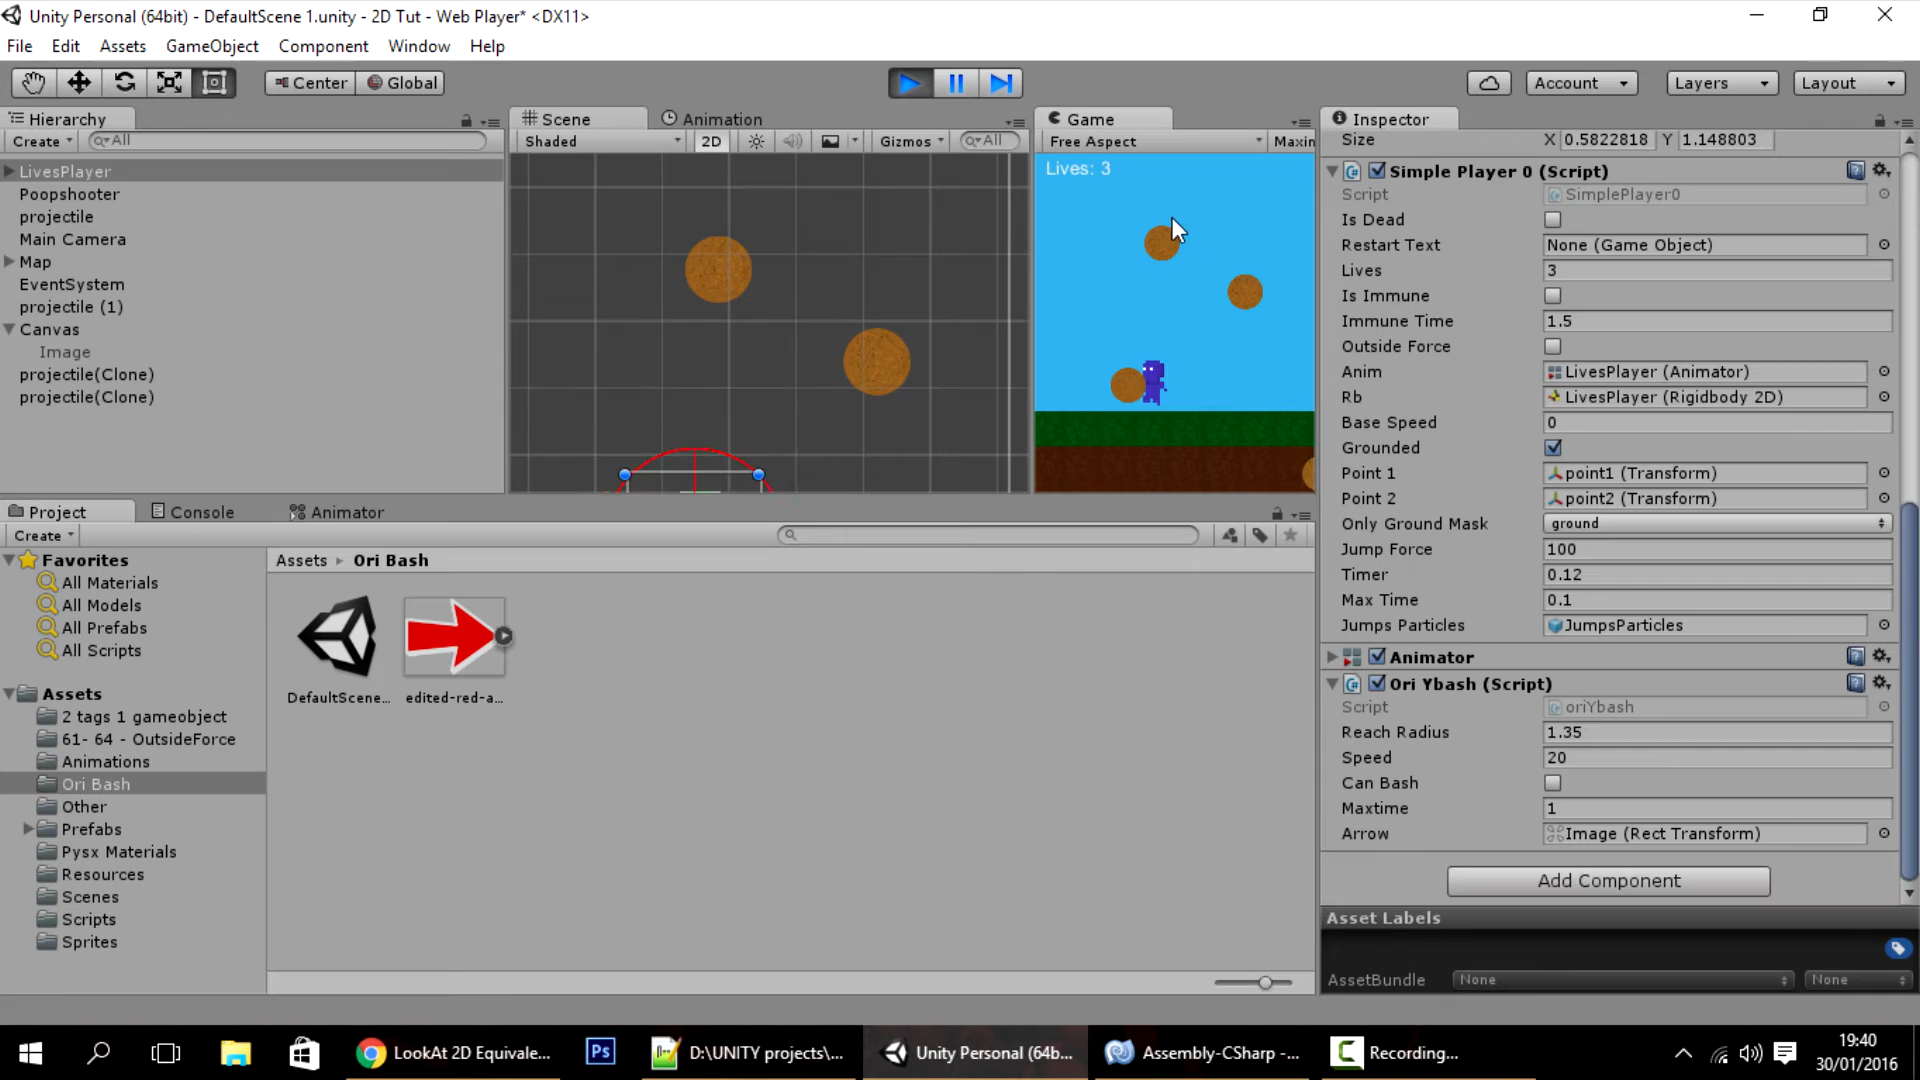 Unity Personal (64bit) - DefaultScene 1.unity - 2D Tut - Web Player* <DX11>
File Edit Assets GameObject Component Window Help
Center Global Account Layers Layout
Hierarchy
Create All
LivesPlayer
Poopshooter
projectile
Main Camera
Map
EventSystem
projectile (1)
Canvas
Image
projectile(Clone)
projectile(Clone)
Scene Animation
Shaded 2D Gizmos All
Game
Free Aspect Maxin
Lives: 3
Inspector
Size X 0.5822818 Y 1.148803
Simple Player 0 (Script)
Script SimplePlayer0
Is Dead
Restart Text None (Game Object)
Lives 3
Is Immune
Immune Time 1.5
Outside Force
Anim LivesPlayer (Animator)
Rb LivesPlayer (Rigidbody 2D)
Base Speed 0
Grounded
Point 1 point1 (Transform)
Point 2 point2 (Transform)
Only Ground Mask ground
Jump Force 100
Timer 0.12
Max Time 0.1
Jumps Particles JumpsParticles
Animator
Ori Ybash (Script)
Script oriYbash
Reach Radius 1.35
Speed 20
Can Bash
Maxtime 1
Arrow Image (Rect Transform)
Add Component
Asset Labels
AssetBundle None None
Project Console Animator
Create
Favorites
All Materials
All Models
All Prefabs
All Scripts
Assets
2 tags 1 gameobject
61- 64 - OutsideForce
Animations
Ori Bash
Other
Prefabs
Pysx Materials
Resources
Scenes
Scripts
Sprites
Assets Ori Bash
DefaultScene... edited-red-a...
LookAt 2D Equivale... Ps D:\UNITY projects\... Unity Personal (64b... Assembly-CSharp -... Recording...
19:40
30/01/2016